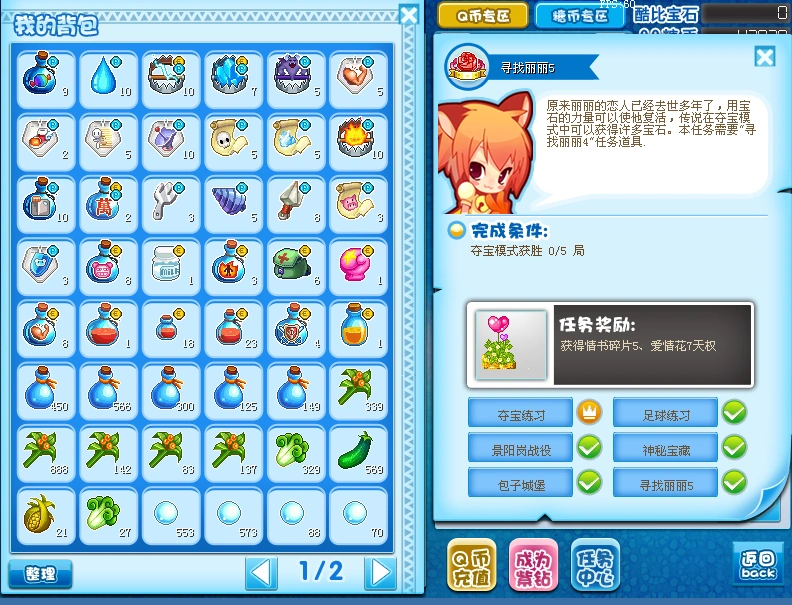 我的背包
9
10
10
7
5
5
2
5
10
5
5
10
10
萬
2
3
5
8
3
3
8
MILK
1
3
6
1
8
1
18
23
4
1
450
566
300
125
149
339
888
142
83
137
329
569
21
27
553
573
88
70
整理
1/2
FPS:60
Q币专区
糖币专区
酷比宝石
0
寻找丽丽5
原来丽丽的恋人已经去世多年了，用宝
石的力量可以使他复活，传说在夺宝模
式中可以获得许多宝石。本任务需要“寻
找丽丽4”任务道具.
完成条件:
夺宝模式获胜 0/5 局
任务奖励:
获得情书碎片5、爱情花7天权
夺宝练习
足球练习
景阳岗战役
神秘宝藏
包子城堡
寻找丽丽5
Q币
充值
成为
背钻
任务
中心
返回
back